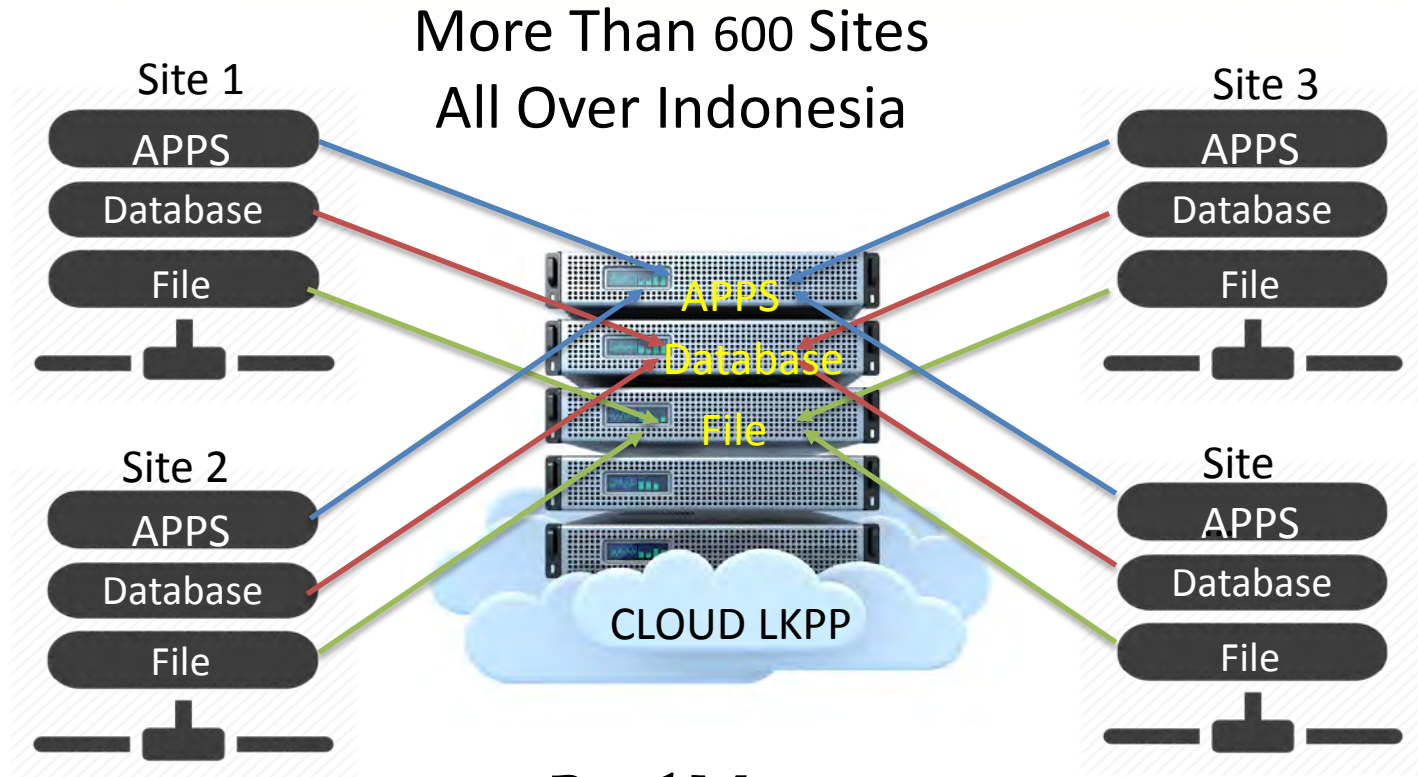 More Than 600 Sites
All Over Indonesia
Site 1
APPS
Database
File
Site 3
APPS
Database
File
APPS
Database
File
Site 2
APPS
Database
File
Site
APPS
Database
File
CLOUD LKPP